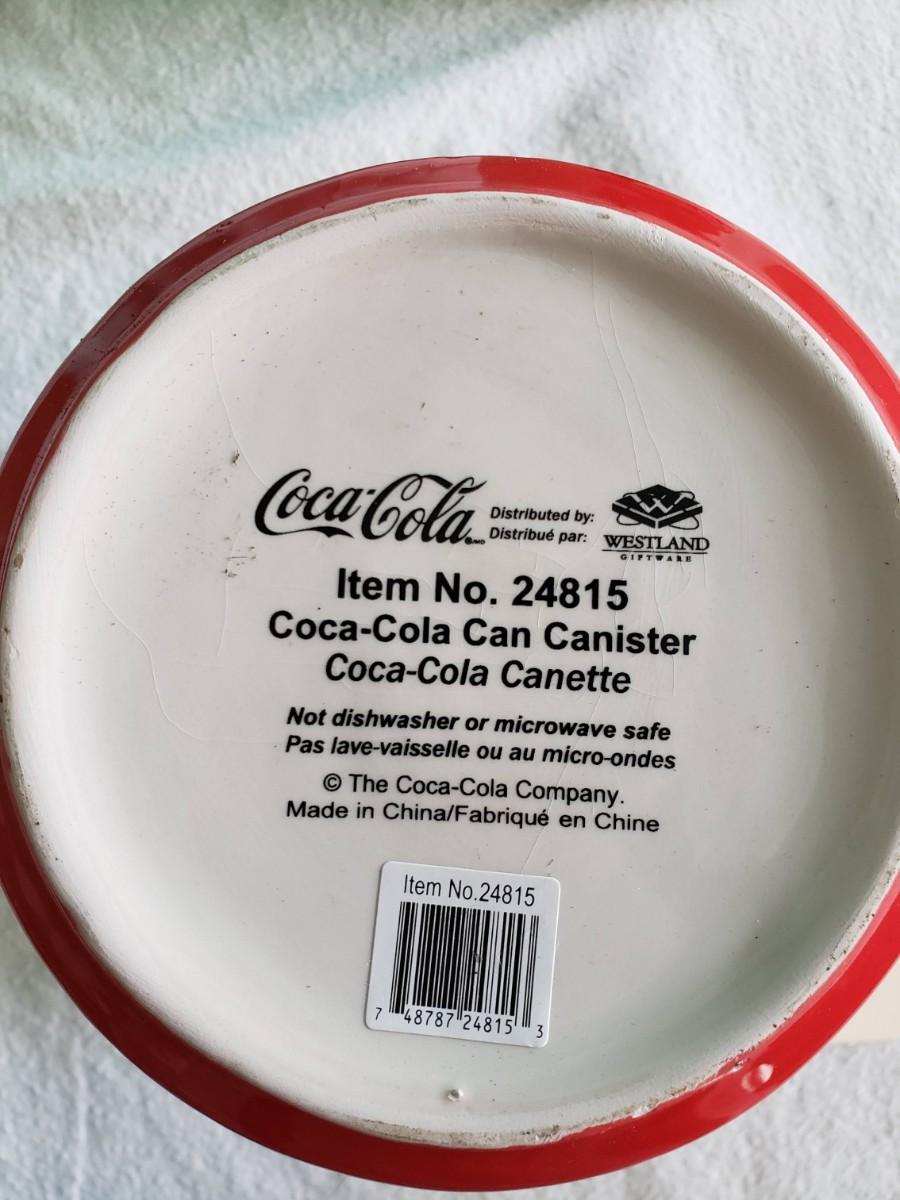 Coca-Cola ®/MD Distributed by: WESTLAND
Distribué par: GIFTWARE
Item No. 24815
Coca-Cola Can Canister
Coca-Cola Canette
Not dishwasher or microwave safe
Pas lave-vaisselle ou au micro-ondes
© The Coca-Cola Company.
Made in China/Fabriqué en Chine
Item No.24815
7 48787 24815 3